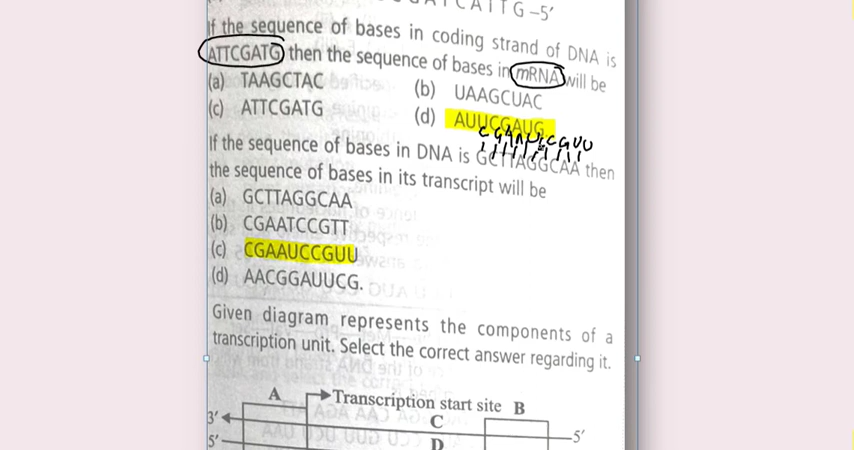 CATTG–5′
If the sequence of bases in coding strand of DNA is
ATTCGATG then the sequence of bases in mRNA will be
(a) TAAGCTAC (b) UAAGCUAC
(c) ATTCGATG (d) AUUCGAUG
CGAAUCCGUU
If the sequence of bases in DNA is GCTTAGGCAA then
the sequence of bases in its transcript will be
(a) GCTTAGGCAA
(b) CGAATCCGTT
(c) CGAAUCCGUU
(d) AACGGAUUCG.
Given diagram represents the components of a
transcription unit. Select the correct answer regarding it.
A Transcription start site B
3′ C 5′
5′ D